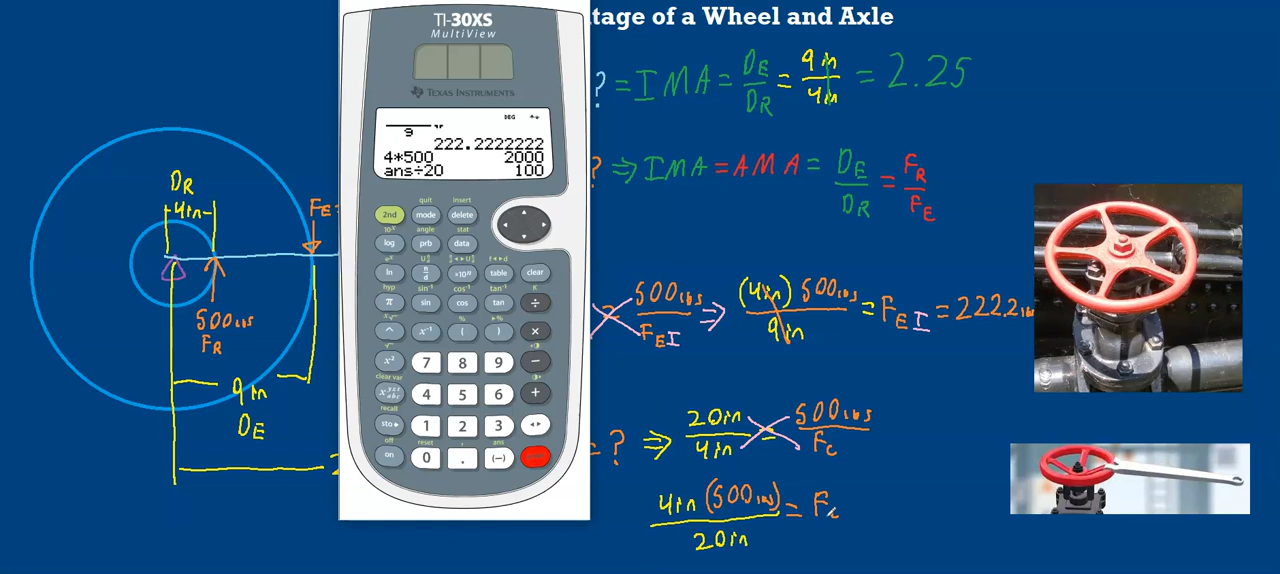 tage of a Wheel and Axle
TI-30XS
MultiView
TEXAS INSTRUMENTS
DEG
9
222.2222222
4*500 2000
ans÷20 100
quit insert
2nd mode delete
angle
log prb data
ln n/d ×10ⁿ table clear
hyp sin⁻¹ cos⁻¹ tan⁻¹ K
π sin cos tan ÷
^ x⁻¹ ( ) ×
x² 7 8 9 −
clear var
4 5 6 +
recall
sto▸ 1 2 3
off reset ans
on 0 . (−)
? = IMA = DE/DR = 9in/4in = 2.25
? ⇒ IMA = AMA = DE/DR = FR/FE
DR
4in
FE=
500lbs
FR
9in
DE
2
= 500lbs/FEI ⇒ (4in) 500lbs/9in = FEI = 222.2lb
= ? ⇒ 20in/4in = 500lbs/FC
4in (500lbs)/20in = FC